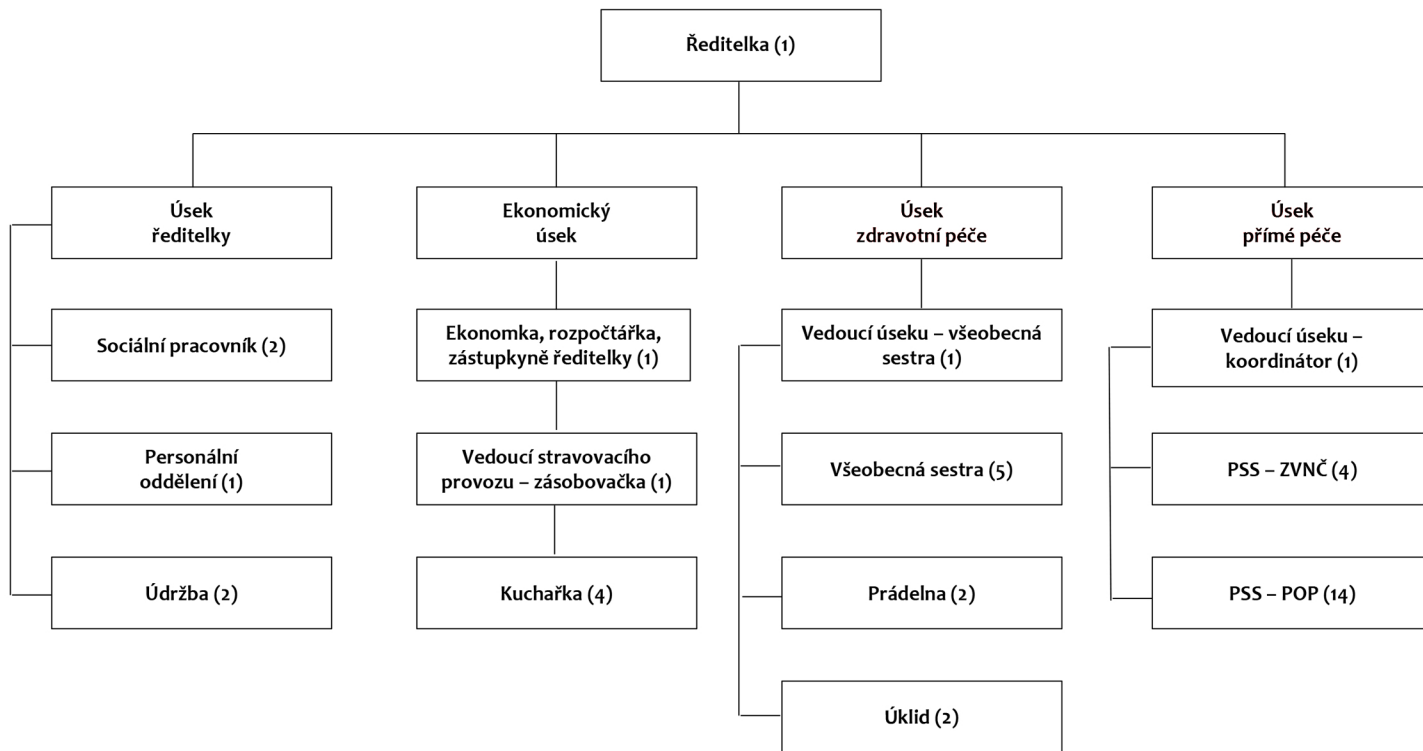 Ředitelka (1)
Úsek
ředitelky
Ekonomický
úsek
Úsek
zdravotní péče
Úsek
přímé péče
Sociální pracovník (2)
Ekonomka, rozpočtářka,
zástupkyně ředitelky (1)
Vedoucí úseku – všeobecná
sestra (1)
Vedoucí úseku –
koordinátor (1)
Personální
oddělení (1)
Vedoucí stravovacího
provozu – zásobovačka (1)
Všeobecná sestra (5)
PSS – ZVNČ (4)
Údržba (2)
Kuchařka (4)
Prádelna (2)
PSS – POP (14)
Úklid (2)